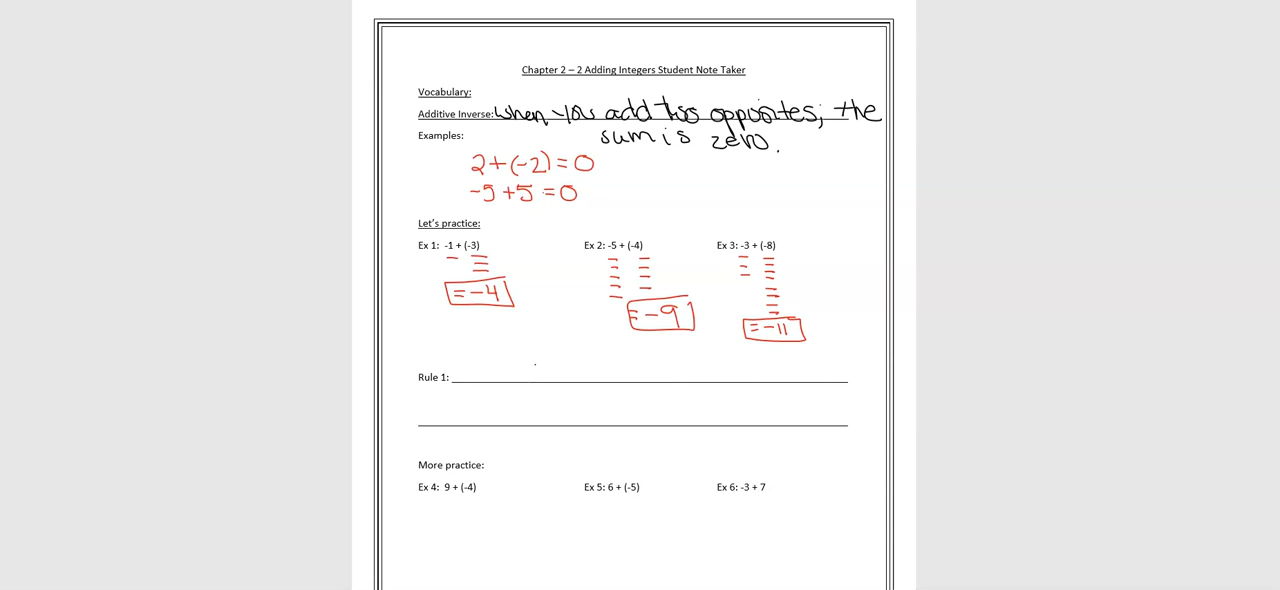 Chapter 2 – 2 Adding Integers Student Note Taker
Vocabulary:
Additive Inverse: when you add two opposites, the
sum is zero.
Examples:
2+(-2)=0
-5+5=0
Let's practice:
Ex 1: -1 + (-3) Ex 2: -5 + (-4) Ex 3: -3 + (-8)
= -4 = -9 = -11
Rule 1:
More practice:
Ex 4: 9 + (-4) Ex 5: 6 + (-5) Ex 6: -3 + 7